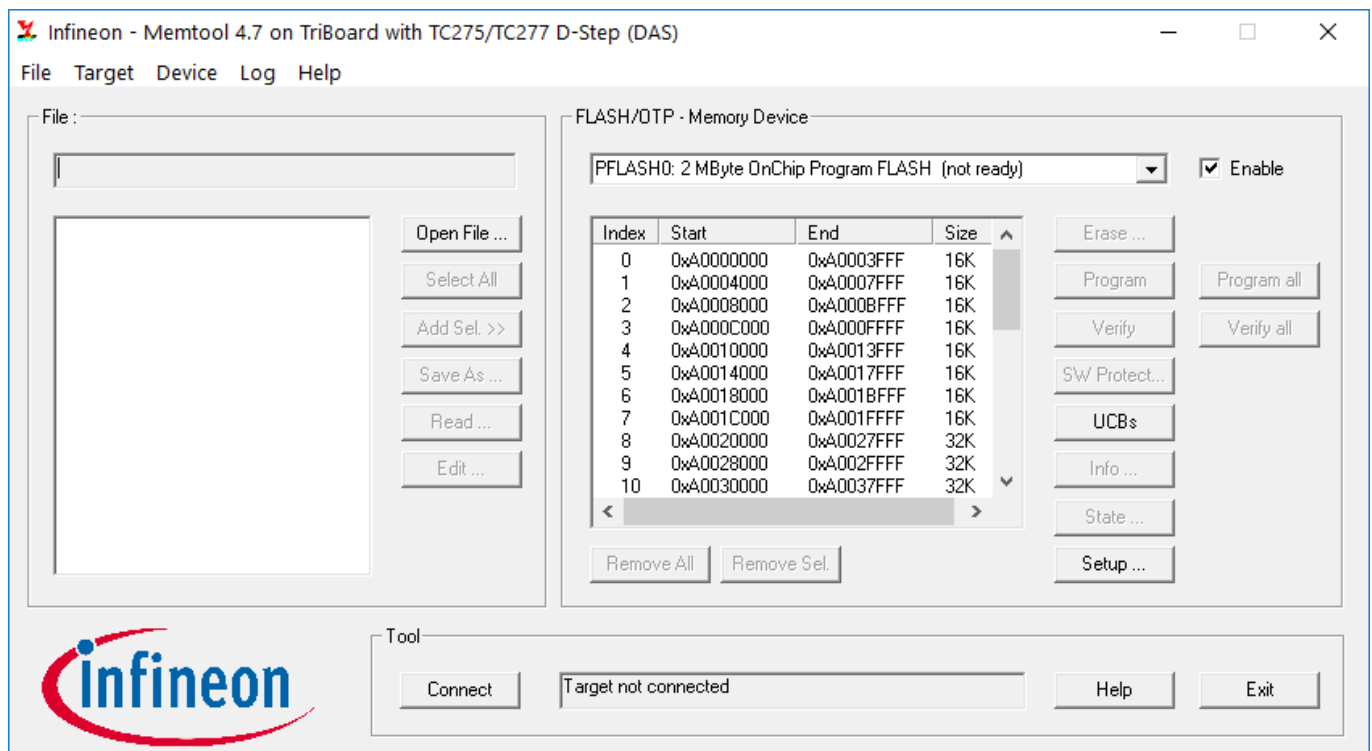 Infineon - Memtool 4.7 on TriBoard with TC275/TC277 D-Step (DAS)
File Target Device Log Help
File :
Open File ...
Select All
Add Sel. >>
Save As ...
Read ...
Edit ...
FLASH/OTP - Memory Device
PFLASH0: 2 MByte OnChip Program FLASH (not ready)
Enable
Index Start End Size
0 0xA0000000 0xA0003FFF 16K
1 0xA0004000 0xA0007FFF 16K
2 0xA0008000 0xA000BFFF 16K
3 0xA000C000 0xA000FFFF 16K
4 0xA0010000 0xA0013FFF 16K
5 0xA0014000 0xA0017FFF 16K
6 0xA0018000 0xA001BFFF 16K
7 0xA001C000 0xA001FFFF 16K
8 0xA0020000 0xA0027FFF 32K
9 0xA0028000 0xA002FFFF 32K
10 0xA0030000 0xA0037FFF 32K
Erase ...
Program
Program all
Verify
Verify all
SW Protect...
UCBs
Info ...
State ...
Setup ...
Remove All
Remove Sel.
infineon
Tool
Connect
Target not connected
Help
Exit